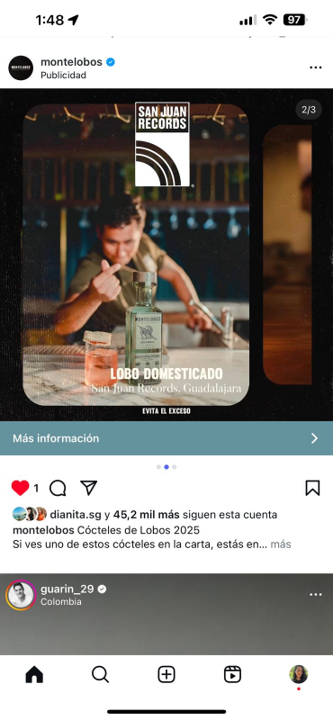 1:48
97
montelobos
Publicidad
2/3
SAN JUAN
RECORDS
MONTELOBOS
LOBO DOMESTICADO
San Juan Records, Guadalajara
EVITA EL EXCESO
Más información
1
dianita.sg y 45,2 mil más siguen esta cuenta
montelobos Cócteles de Lobos 2025
Si ves uno de estos cócteles en la carta, estás en... más
guarin_29
Colombia